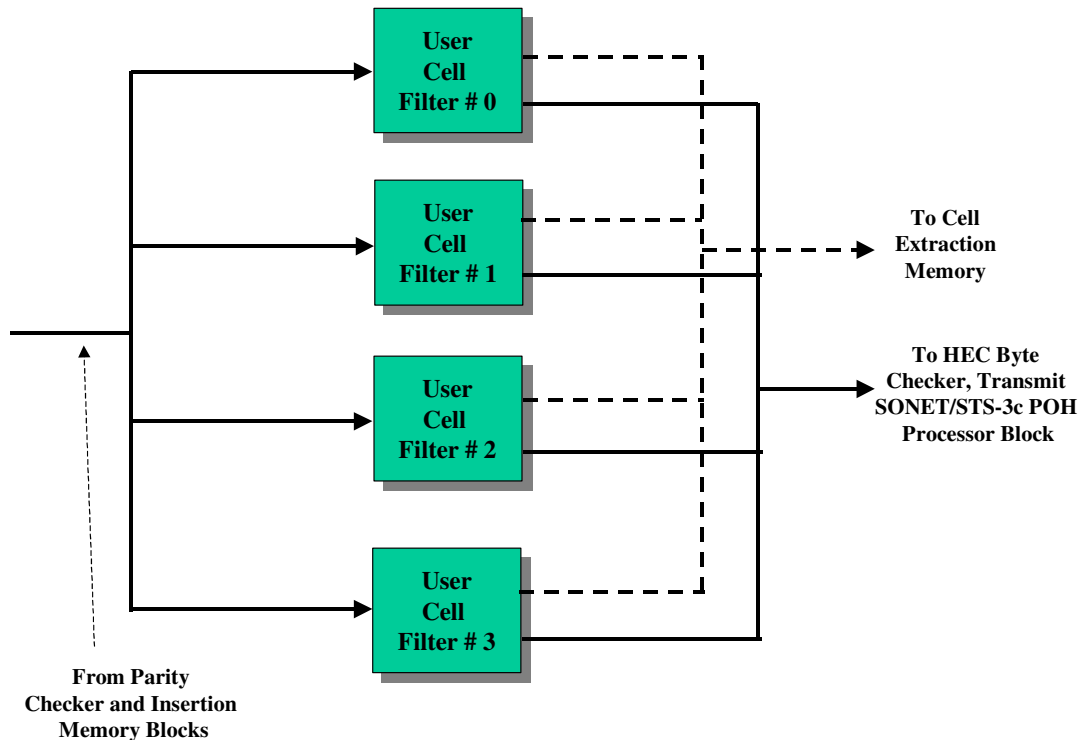 User
Cell
Filter # 0
User
Cell
Filter # 1
To Cell
Extraction
Memory
To HEC Byte
Checker, Transmit
SONET/STS-3c POH
Processor Block
User
Cell
Filter # 2
User
Cell
Filter # 3
From Parity
Checker and Insertion
Memory Blocks